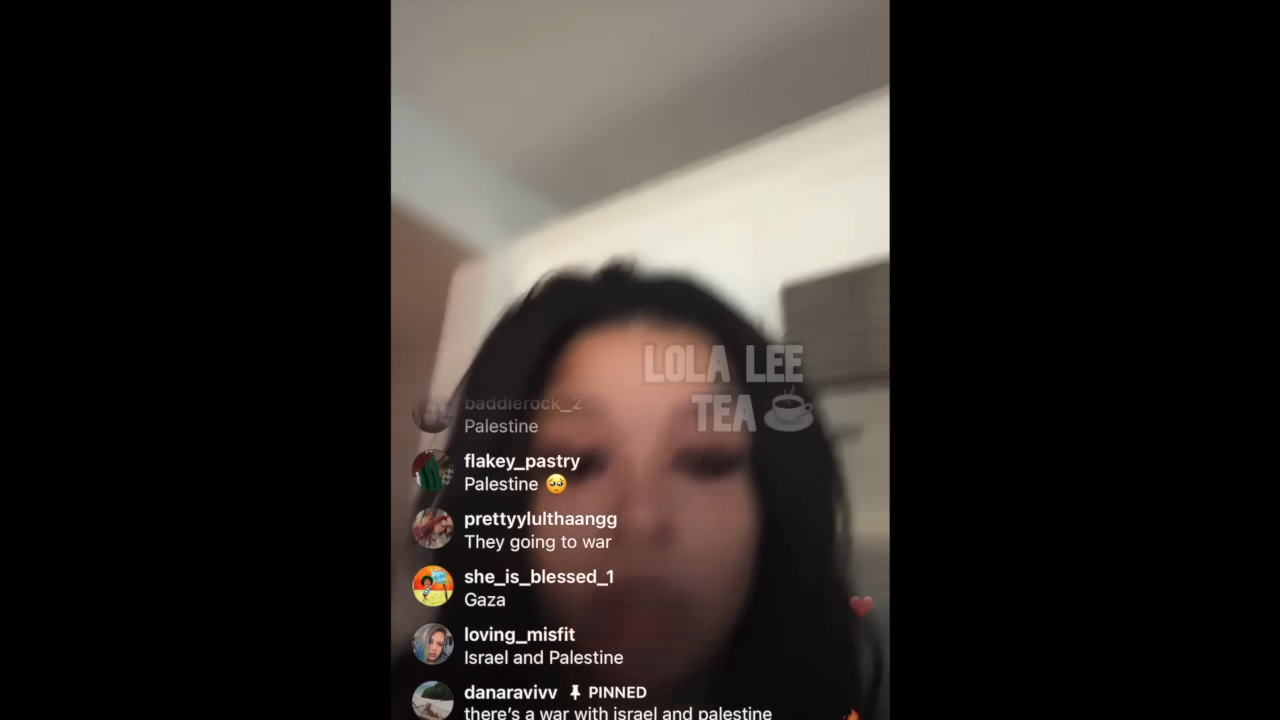 LOLA LEE
TEA
baddierock_2
Palestine
flakey_pastry
Palestine 🥺
prettyylulthaangg
They going to war
she_is_blessed_1
Gaza
loving_misfit
Israel and Palestine
danaravivv PINNED
there's a war with israel and palestine